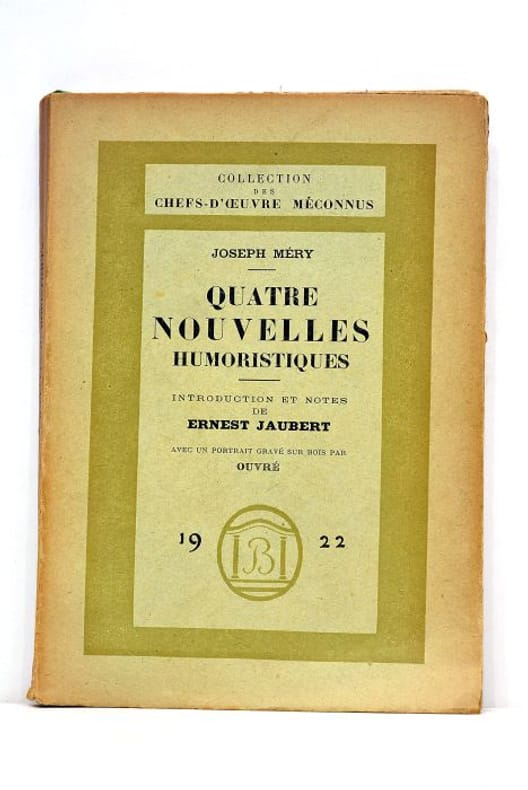 COLLECTION
DES
CHEFS-D'ŒUVRE MÉCONNUS
JOSEPH MÉRY
QUATRE
NOUVELLES
HUMORISTIQUES
INTRODUCTION ET NOTES
DE
ERNEST JAUBERT
AVEC UN PORTRAIT GRAVÉ SUR BOIS PAR
OUVRÉ
19 B 22